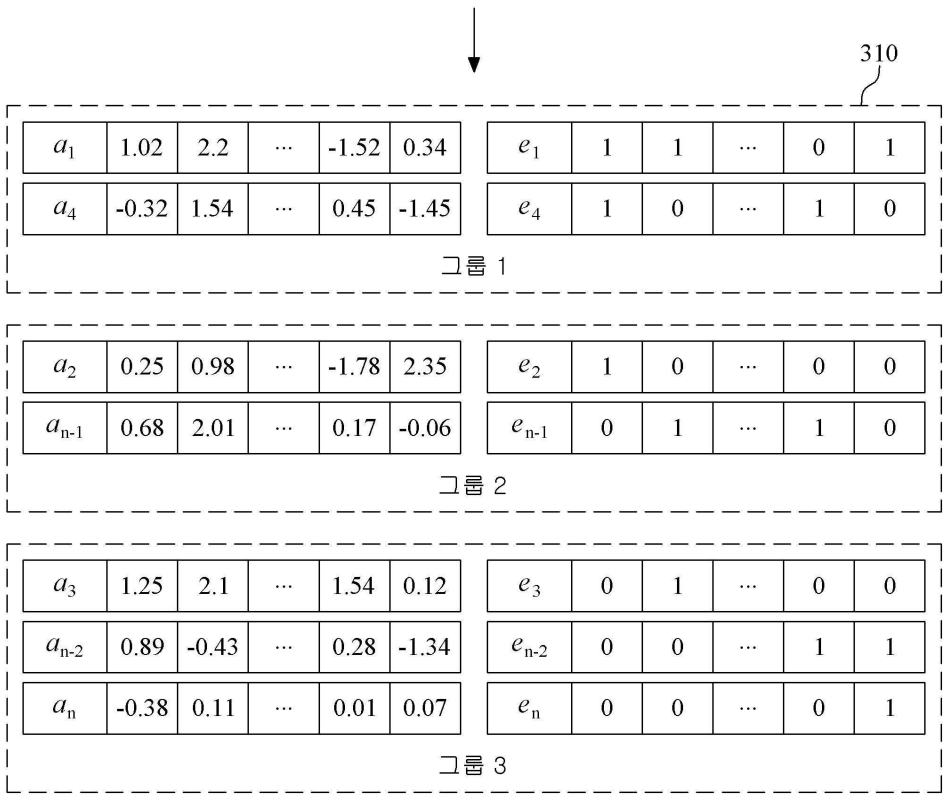 310
a1 1.02 2.2 ··· -1.52 0.34 e1 1 1 ··· 0 1
a4 -0.32 1.54 ··· 0.45 -1.45 e4 1 0 ··· 1 0
그룹 1
a2 0.25 0.98 ··· -1.78 2.35 e2 1 0 ··· 0 0
an-1 0.68 2.01 ··· 0.17 -0.06 en-1 0 1 ··· 1 0
그룹 2
a3 1.25 2.1 ··· 1.54 0.12 e3 0 1 ··· 0 0
an-2 0.89 -0.43 ··· 0.28 -1.34 en-2 0 0 ··· 1 1
an -0.38 0.11 ··· 0.01 0.07 en 0 0 ··· 0 1
그룹 3